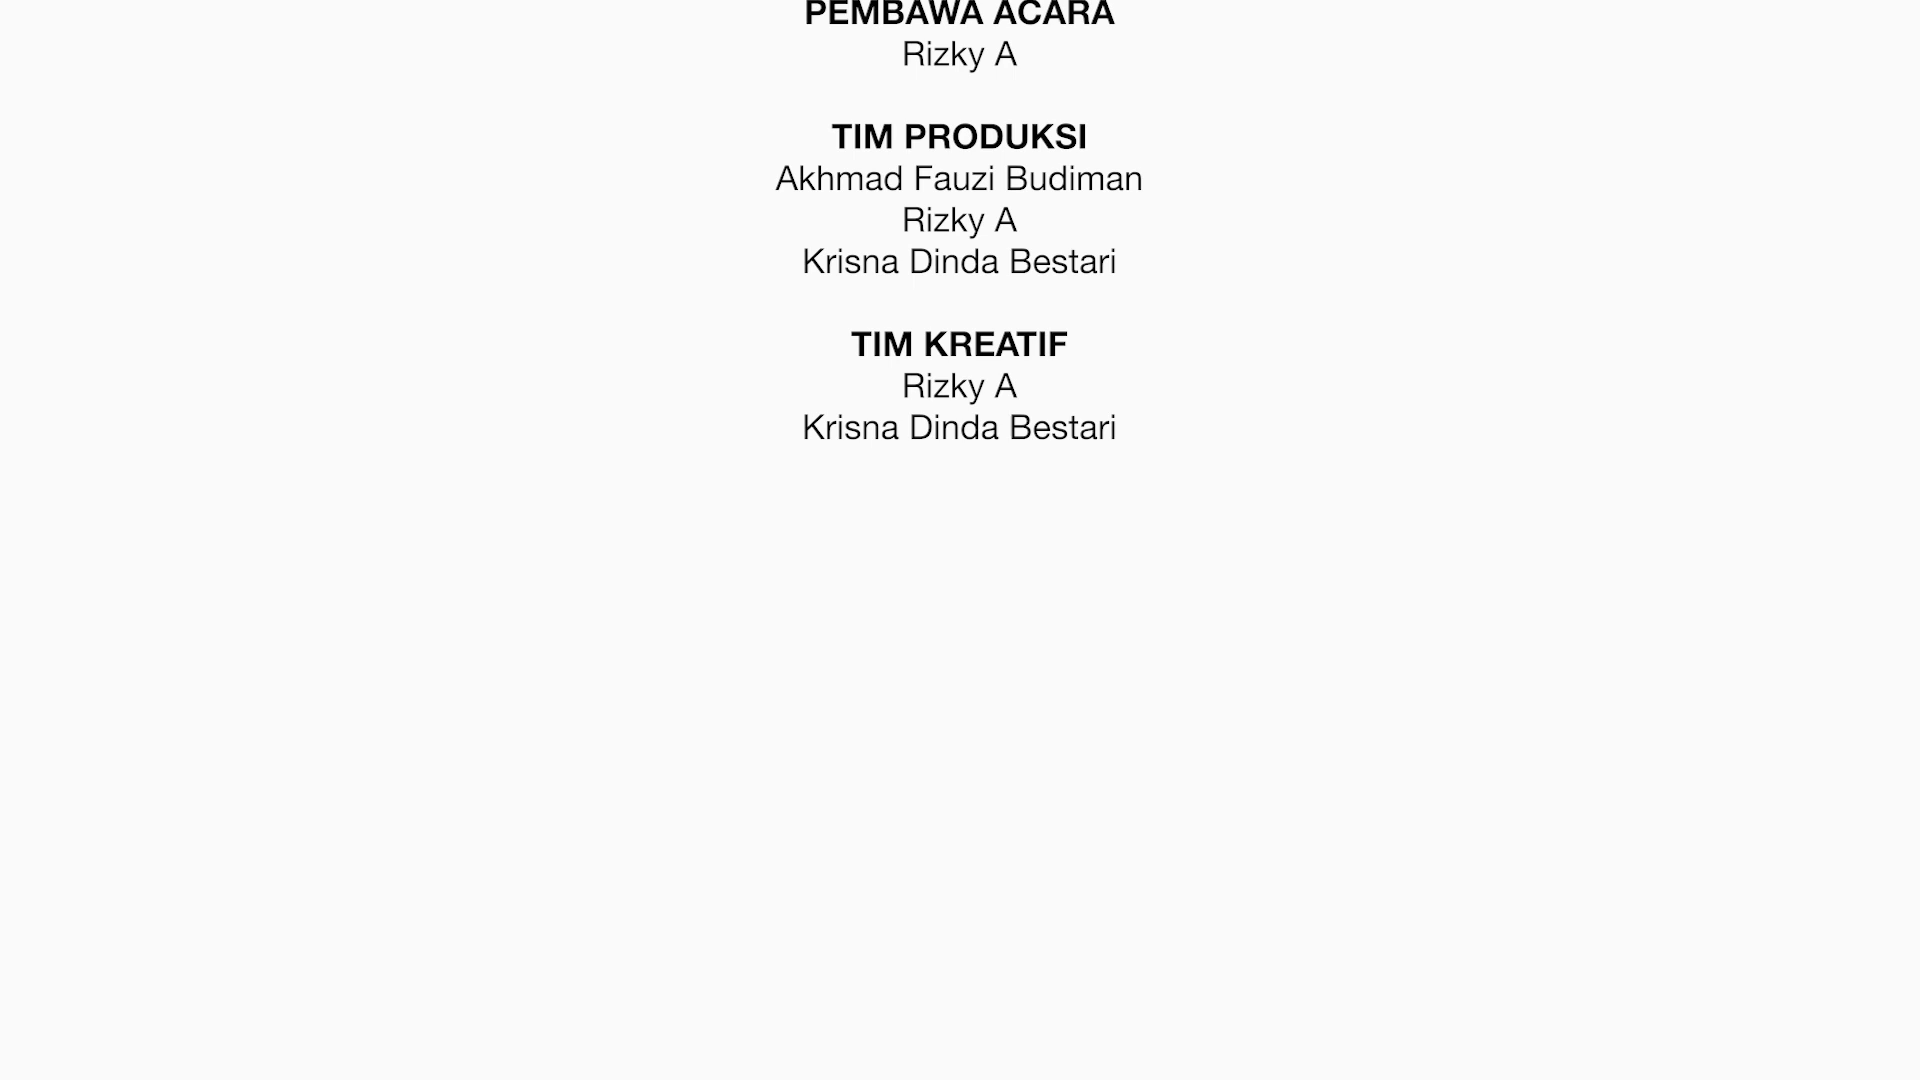 PEMBAWA ACARA
Rizky A
TIM PRODUKSI
Akhmad Fauzi Budiman
Rizky A
Krisna Dinda Bestari
TIM KREATIF
Rizky A
Krisna Dinda Bestari